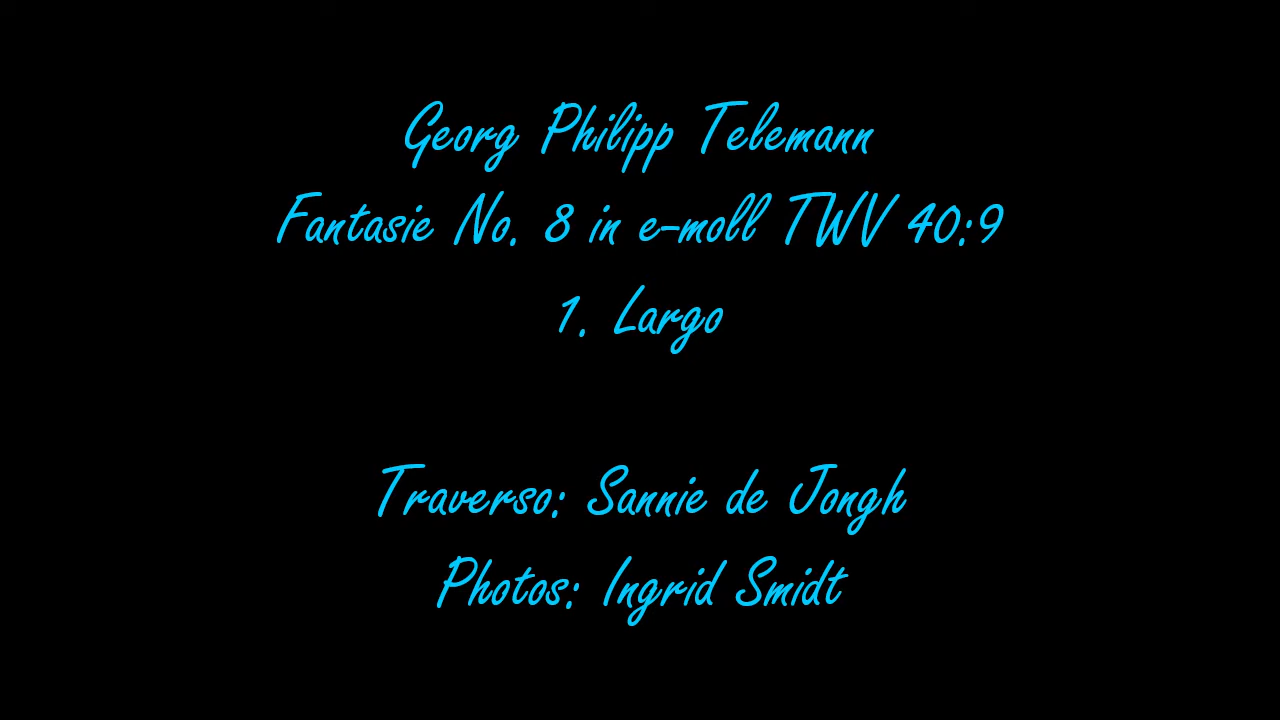 Georg Philipp Telemann
Fantasie No. 8 in e-moll TWV 40:9
1. Largo
Traverso: Sannie de Jongh
Photos: Ingrid Smidt